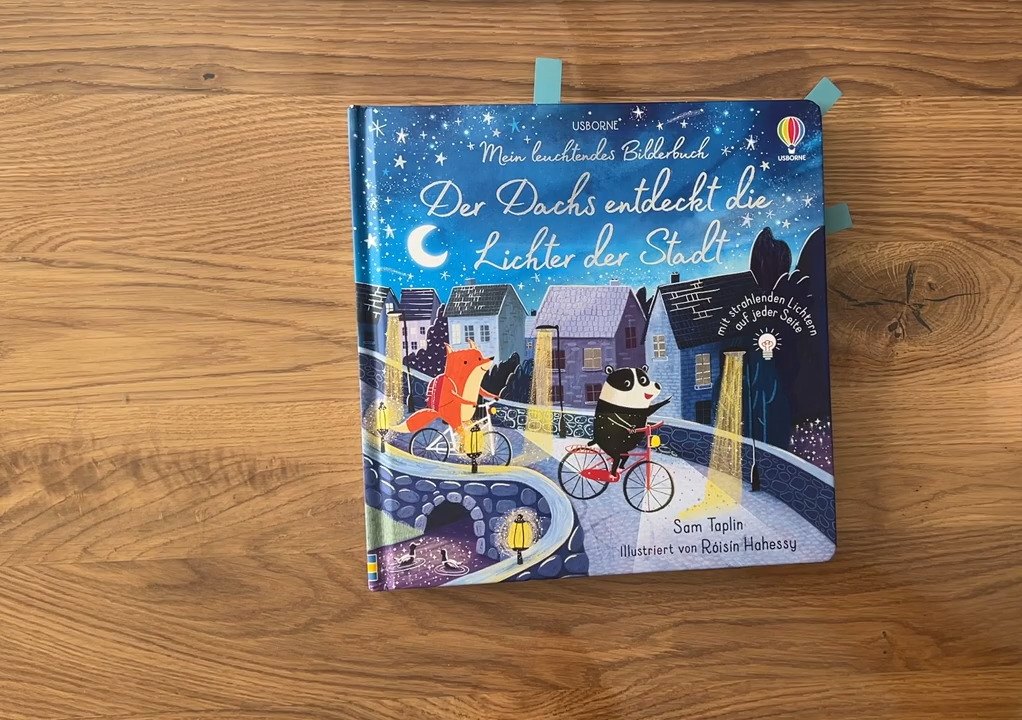 USBORNE
Mein leuchtendes Bilderbuch
Der Dachs entdeckt die
Lichter der Stadt
USBORNE
mit strahlenden Lichtern
auf jeder Seite
Sam Taplin
Illustriert von Róisín Hahessy